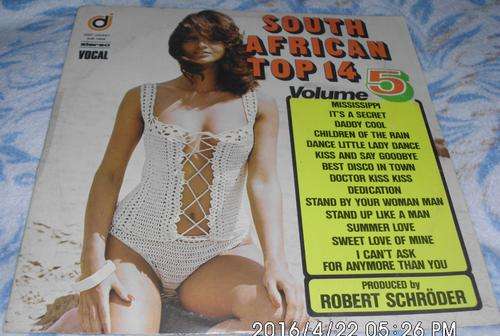 SOUTH
AFRICAN
TOP 14
stereo
VOCAL
Volume 5
MISSISSIPPI
IT'S A SECRET
DADDY COOL
CHILDREN OF THE RAIN
DANCE LITTLE LADY DANCE
KISS AND SAY GOODBYE
BEST DISCO IN TOWN
DOCTOR KISS KISS
DEDICATION
STAND BY YOUR WOMAN MAN
STAND UP LIKE A MAN
SUMMER LOVE
SWEET LOVE OF MINE
I CAN'T ASK
FOR ANYMORE THAN YOU
PRODUCED by
ROBERT SCHRÖDER
2016/4/22 05:26 PM